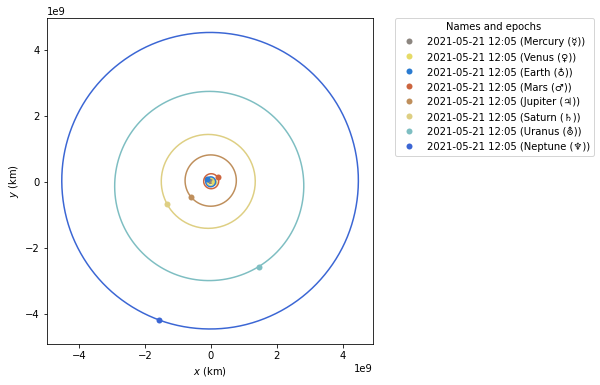 1e9
4
2
0
−2
−4
y (km)
−4
−2
0
2
4
1e9
x (km)
Names and epochs
2021-05-21 12:05 (Mercury (☿))
2021-05-21 12:05 (Venus (♀))
2021-05-21 12:05 (Earth (♁))
2021-05-21 12:05 (Mars (♂))
2021-05-21 12:05 (Jupiter (♃))
2021-05-21 12:05 (Saturn (♄))
2021-05-21 12:05 (Uranus (⛢))
2021-05-21 12:05 (Neptune (♆))